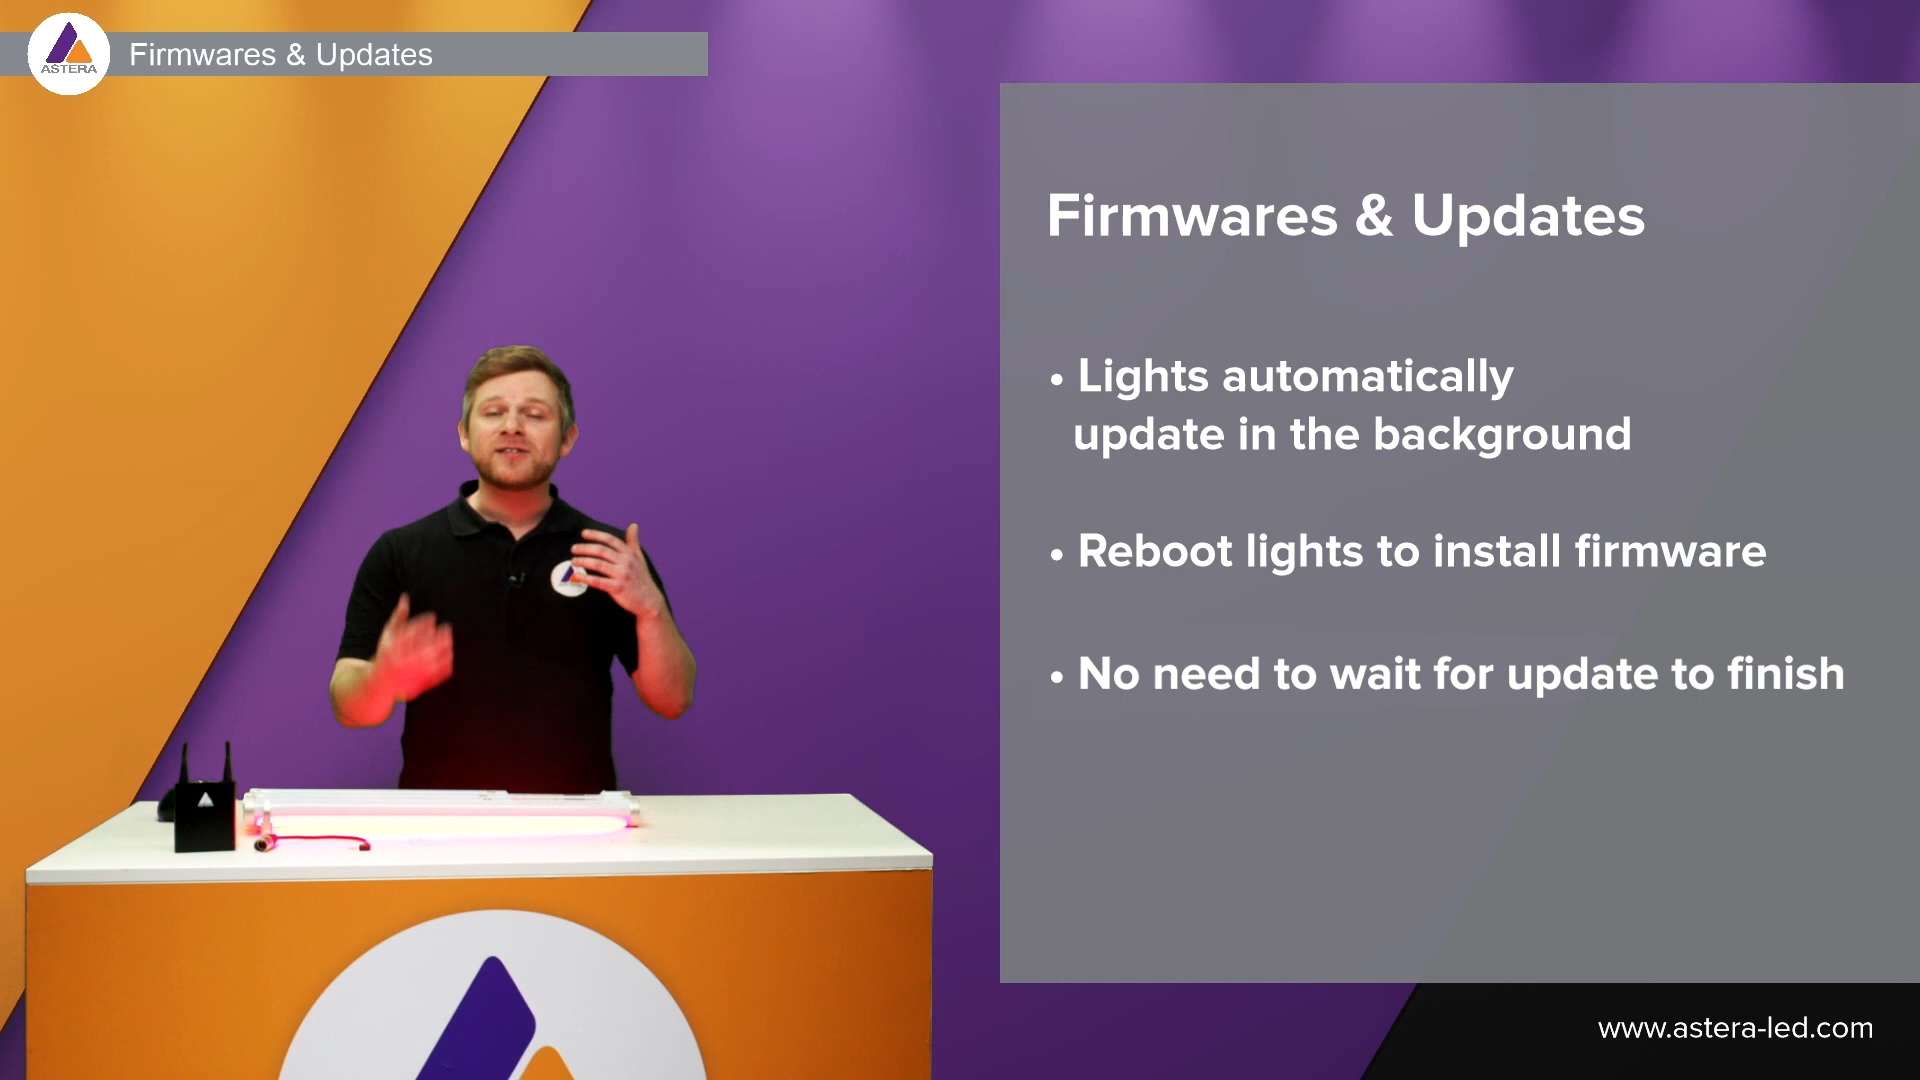 ASTERA
Firmwares & Updates
Firmwares & Updates
• Lights automatically
update in the background
• Reboot lights to install firmware
• No need to wait for update to finish
www.astera-led.com